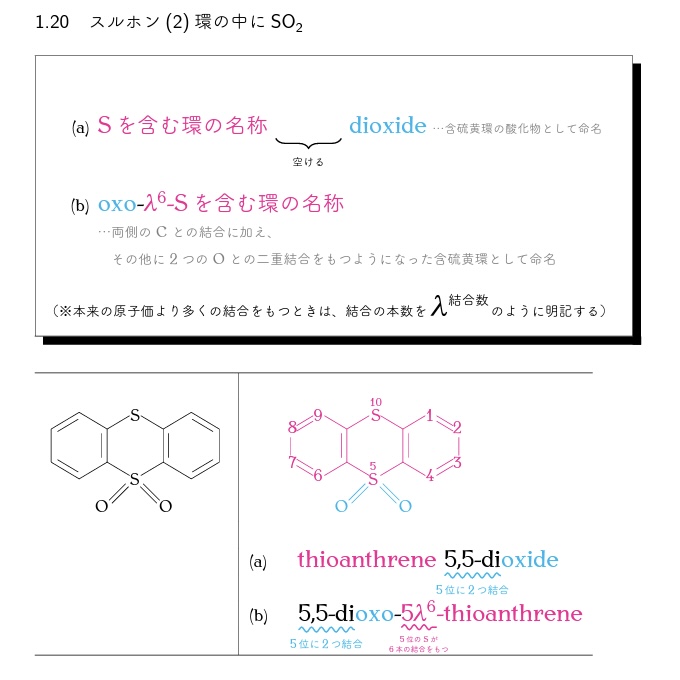 1.20 スルホン (2) 環の中に SO₂
(a) S を含む環の名称 dioxide …含硫黄環の酸化物として命名
空ける
(b) oxo-λ⁶-S を含む環の名称
…両側の C との結合に加え、
その他に 2 つの O との二重結合をもつようになった含硫黄環として命名
(※本来の原子価より多くの結合をもつときは、結合の本数を λ^結合数 のように明記する)
S
S
O O
10
9 S 1
8 2
7 5 3
6 S 4
O O
(a) thioanthrene 5,5-dioxide
5 位に 2 つ結合
(b) 5,5-dioxo-5λ⁶-thioanthrene
5 位に 2 つ結合
5 位の S が
6 本の結合をもつ